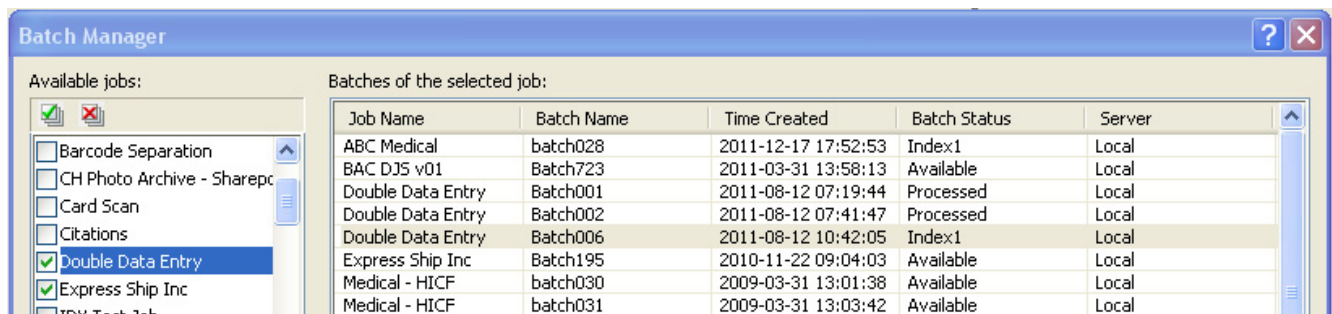 Batch Manager
Available jobs:
Batches of the selected job:
Barcode Separation
CH Photo Archive - Sharepc
Card Scan
Citations
Double Data Entry
Express Ship Inc
Job Name Batch Name Time Created Batch Status Server
ABC Medical batch028 2011-12-17 17:52:53 Index1 Local
BAC DJS v01 Batch723 2011-03-31 13:58:13 Available Local
Double Data Entry Batch001 2011-08-12 07:19:44 Processed Local
Double Data Entry Batch002 2011-08-12 07:41:47 Processed Local
Double Data Entry Batch006 2011-08-12 10:42:05 Index1 Local
Express Ship Inc Batch195 2010-11-22 09:04:03 Available Local
Medical - HICF batch030 2009-03-31 13:01:38 Available Local
Medical - HICF batch031 2009-03-31 13:03:42 Available Local